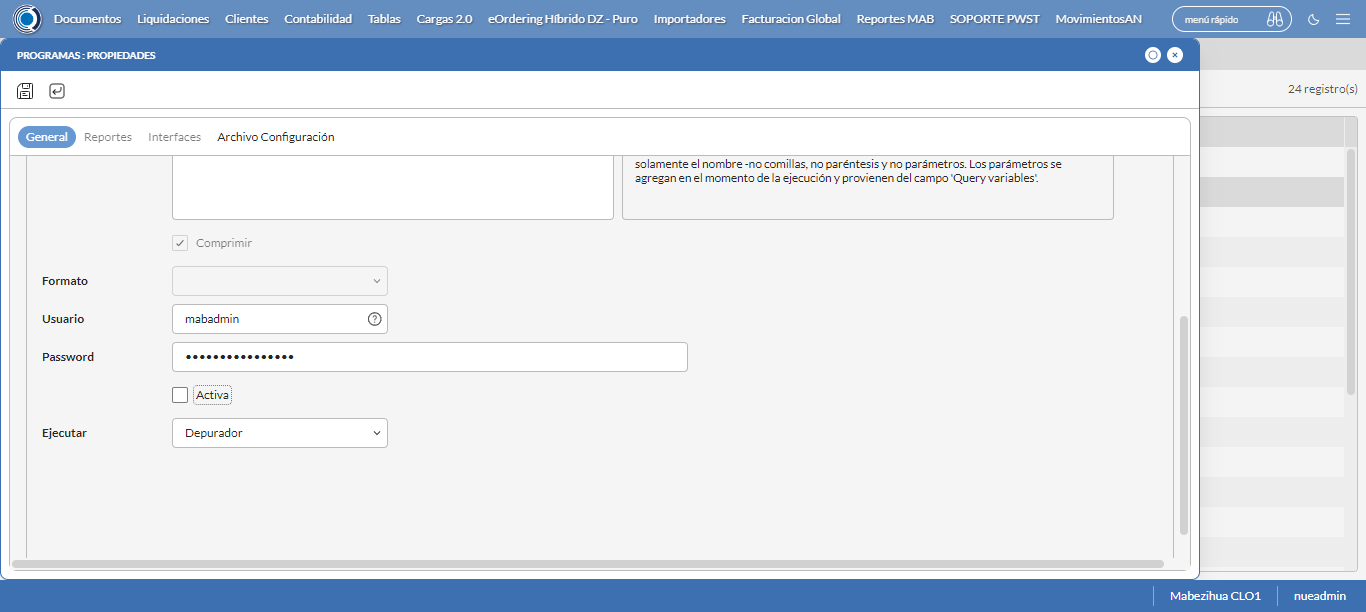 Documentos Liquidaciones Clientes Contabilidad Tablas Cargas 2.0 eOrdering Híbrido DZ - Puro Importadores Facturacion Global Reportes MAB SOPORTE PWST MovimientosAN menú rápido
PROGRAMAS : PROPIEDADES
24 registro(s)
General Reportes Interfaces Archivo Configuración
solamente el nombre -no comillas, no paréntesis y no parámetros. Los parámetros se
agregan en el momento de la ejecución y provienen del campo 'Query variables'.
Comprimir
Formato
Usuario mabadmin
Password ••••••••••••••••
Activa
Ejecutar Depurador
Mabezihua CLO1 nueadmin